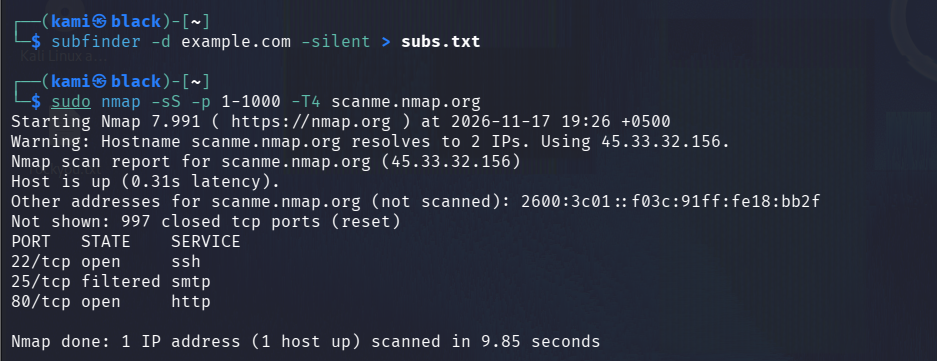 ┌──(kami㉿black)-[~]
└─$ subfinder -d example.com -silent > subs.txt
┌──(kami㉿black)-[~]
└─$ sudo nmap -sS -p 1-1000 -T4 scanme.nmap.org
Starting Nmap 7.991 ( https://nmap.org ) at 2026-11-17 19:26 +0500
Warning: Hostname scanme.nmap.org resolves to 2 IPs. Using 45.33.32.156.
Nmap scan report for scanme.nmap.org (45.33.32.156)
Host is up (0.31s latency).
Other addresses for scanme.nmap.org (not scanned): 2600:3c01::f03c:91ff:fe18:bb2f
Not shown: 997 closed tcp ports (reset)
PORT   STATE    SERVICE
22/tcp open     ssh
25/tcp filtered smtp
80/tcp open     http
Nmap done: 1 IP address (1 host up) scanned in 9.85 seconds